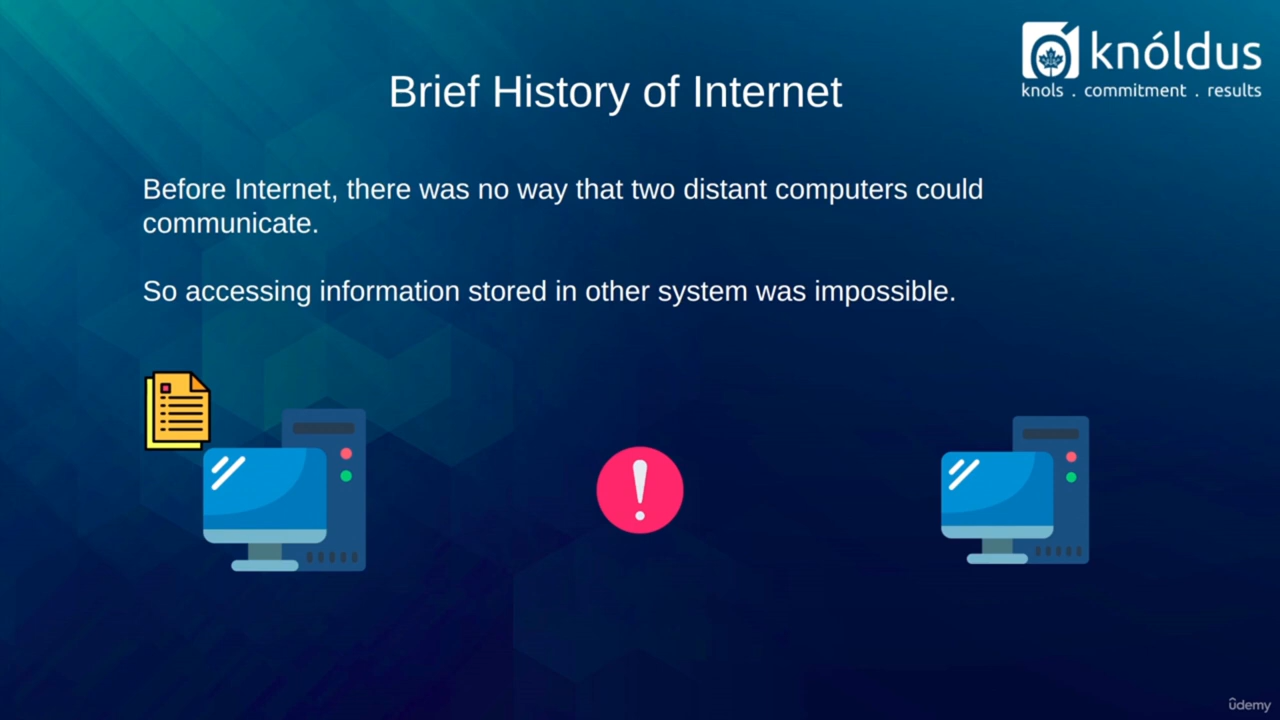 knóldus
knols . commitment . results
Brief History of Internet
Before Internet, there was no way that two distant computers could
communicate.
So accessing information stored in other system was impossible.
ûdemy